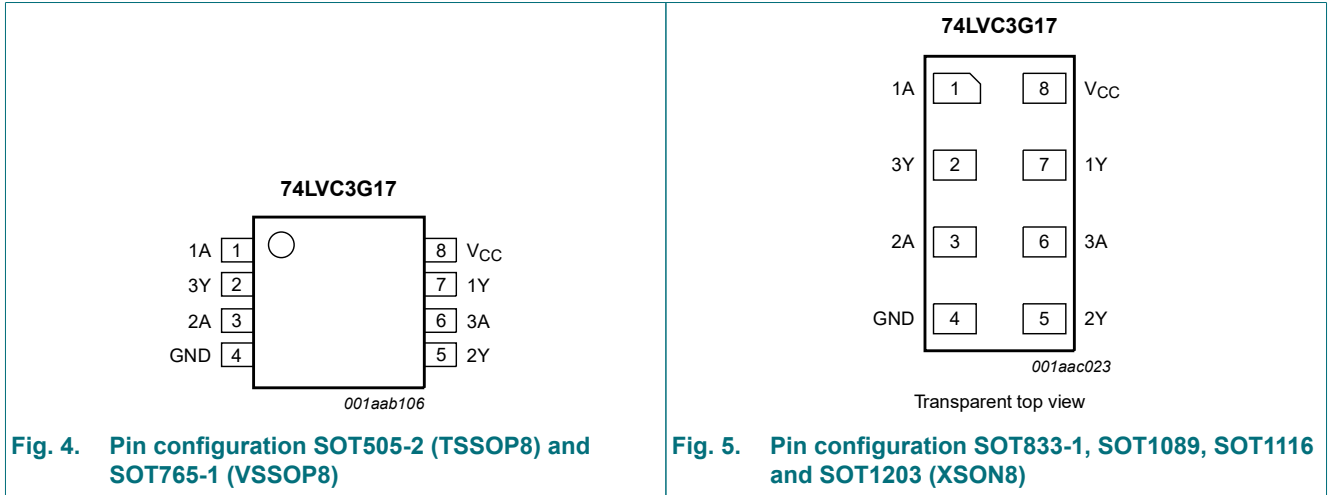 74LVC3G17
1A 1 8 VCC
3Y 2 7 1Y
2A 3 6 3A
GND 4 5 2Y
001aab106
Fig. 4. Pin configuration SOT505-2 (TSSOP8) and
SOT765-1 (VSSOP8)
74LVC3G17
1A 1 8 VCC
3Y 2 7 1Y
2A 3 6 3A
GND 4 5 2Y
001aac023
Transparent top view
Fig. 5. Pin configuration SOT833-1, SOT1089, SOT1116
and SOT1203 (XSON8)